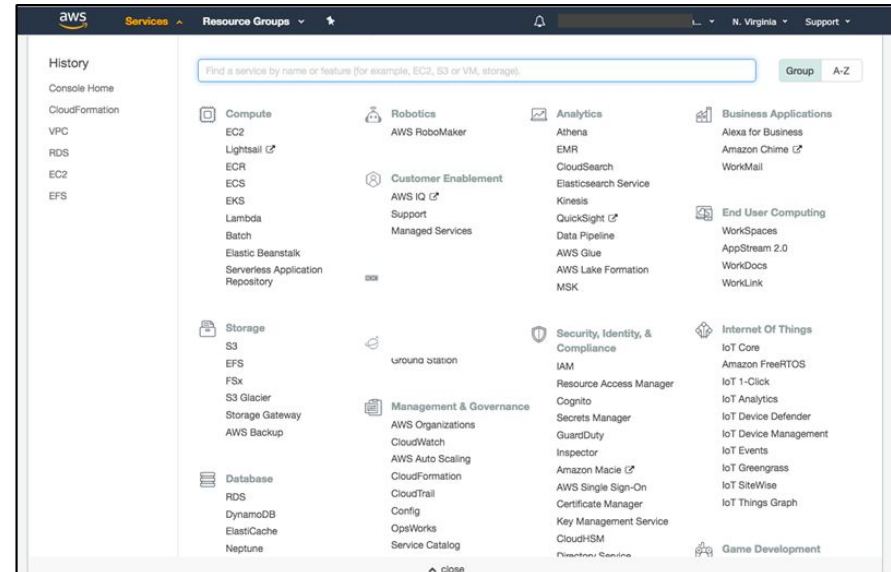 aws
Services
Resource Groups
N. Virginia
Support
History
Console Home
CloudFormation
VPC
RDS
EC2
EFS
Find a service by name or feature (for example, EC2, S3 or VM, storage).
Group
A-Z
Compute
EC2
Lightsail
ECR
ECS
EKS
Lambda
Batch
Elastic Beanstalk
Serverless Application
Repository
Storage
S3
EFS
FSx
S3 Glacier
Storage Gateway
AWS Backup
Database
RDS
DynamoDB
ElastiCache
Neptune
Robotics
AWS RoboMaker
Customer Enablement
AWS IQ
Support
Managed Services
Ground Station
Management & Governance
AWS Organizations
CloudWatch
AWS Auto Scaling
CloudFormation
CloudTrail
Config
OpsWorks
Service Catalog
Analytics
Athena
EMR
CloudSearch
Elasticsearch Service
Kinesis
QuickSight
Data Pipeline
AWS Glue
AWS Lake Formation
MSK
Security, Identity, &
Compliance
IAM
Resource Access Manager
Cognito
Secrets Manager
GuardDuty
Inspector
Amazon Macie
AWS Single Sign-On
Certificate Manager
Key Management Service
CloudHSM
Directory Service
Business Applications
Alexa for Business
Amazon Chime
WorkMail
End User Computing
WorkSpaces
AppStream 2.0
WorkDocs
WorkLink
Internet Of Things
IoT Core
Amazon FreeRTOS
IoT 1-Click
IoT Analytics
IoT Device Defender
IoT Device Management
IoT Events
IoT Greengrass
IoT SiteWise
IoT Things Graph
Game Development
close